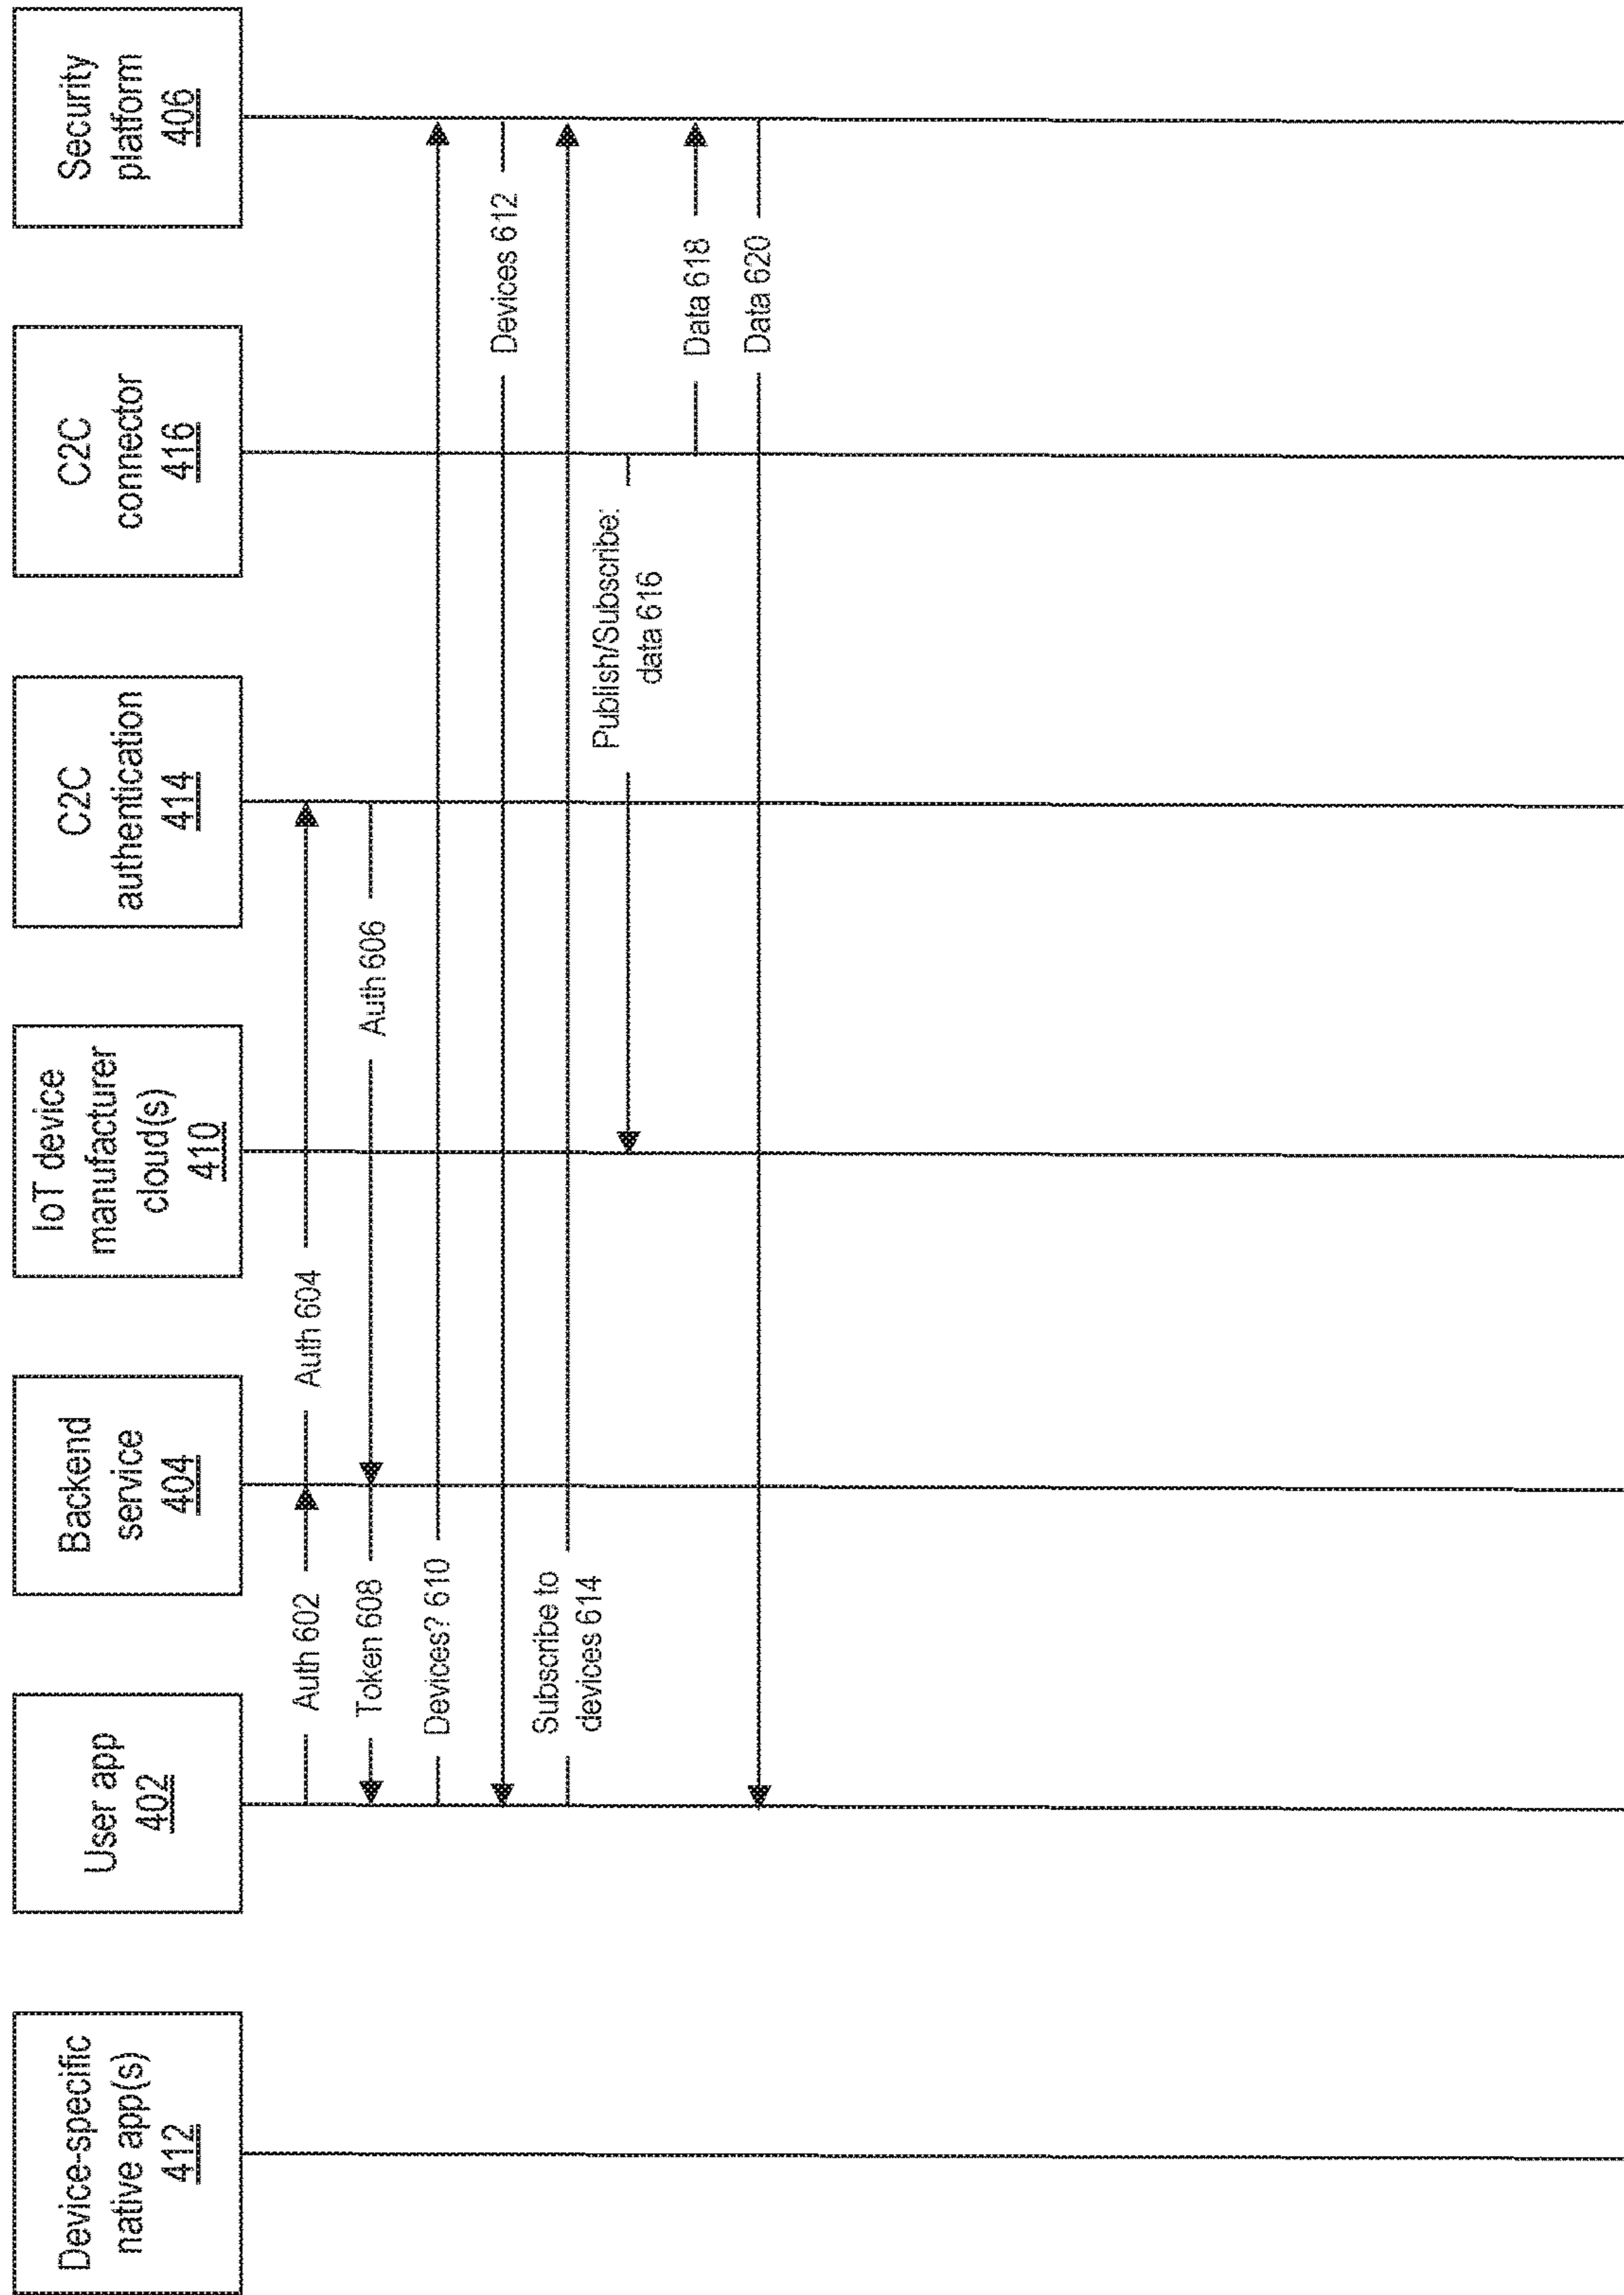 Device-specific
native app(s)
412
User app
402
Backend
service
404
IoT device
manufacturer
cloud(s)
410
C2C
authentication
414
C2C
connector
416
Security
platform
406
Auth 602
Auth 604
Token 608
Auth 606
Devices? 610
Devices 612
Subscribe to
devices 614
Publish/Subscribe:
data 616
Data 618
Data 620